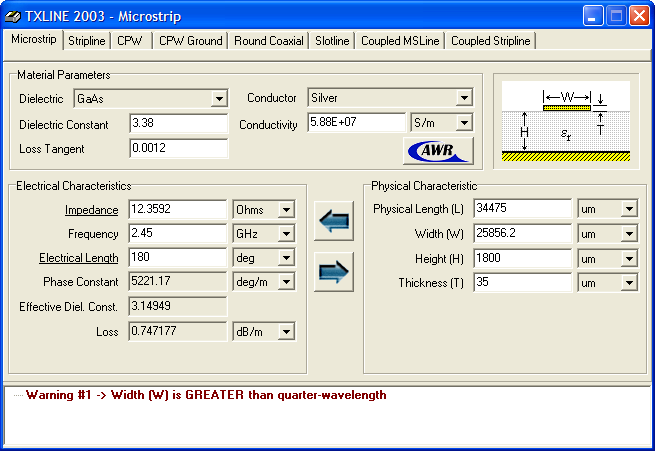 TXLINE 2003 - Microstrip
Microstrip Stripline CPW CPW Ground Round Coaxial Slotline Coupled MSLine Coupled Stripline
Material Parameters
Dielectric GaAs Conductor Silver
Dielectric Constant 3.38 Conductivity 5.88E+07 S/m
Loss Tangent 0.0012
AWR
W
H
εr
T
Electrical Characteristics
Impedance 12.3592 Ohms
Frequency 2.45 GHz
Electrical Length 180 deg
Phase Constant 5221.17 deg/m
Effective Diel. Const. 3.14949
Loss 0.747177 dB/m
Physical Characteristic
Physical Length (L) 34475 um
Width (W) 25856.2 um
Height (H) 1800 um
Thickness (T) 35 um
Warning #1 -> Width (W) is GREATER than quarter-wavelength